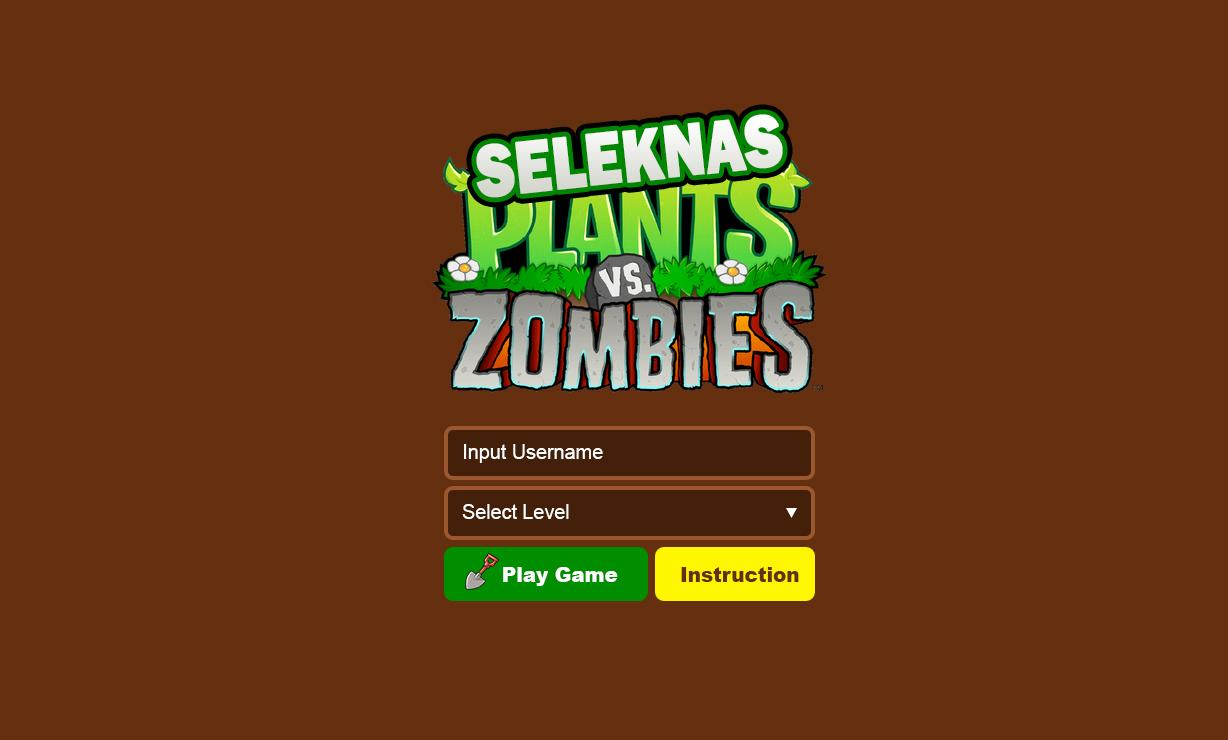 SELEKNAS
PLANTS
VS.
ZOMBIES
Input Username
Select Level
Play Game
Instruction